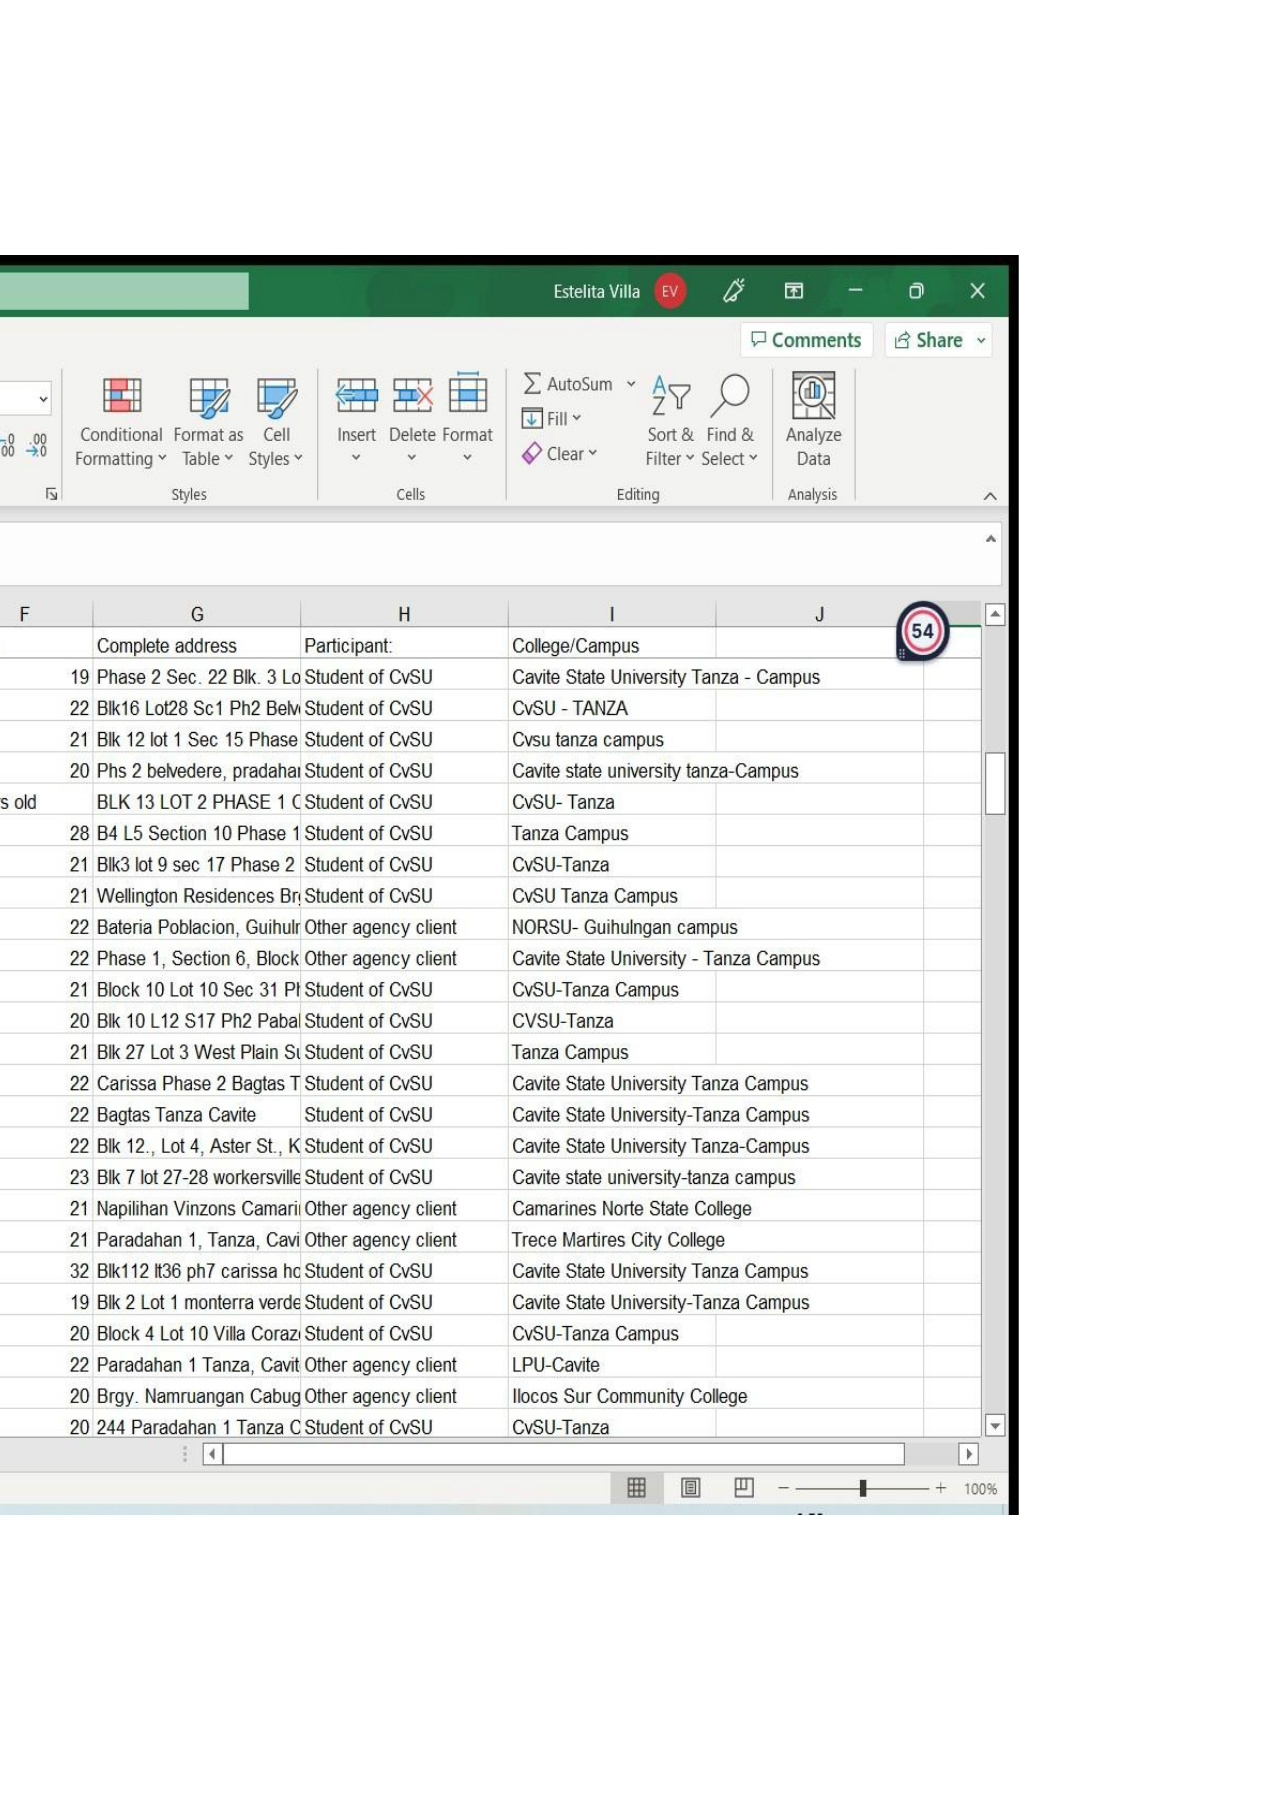 Estelita Villa EV
Comments Share
AutoSum
Fill
Clear
Conditional Formatting
Format as Table
Cell Styles
Insert Delete Format
Sort & Filter
Find & Select
Analyze Data
Styles Cells Editing Analysis
F G H I J
54
Complete address Participant: College/Campus
19 Phase 2 Sec. 22 Blk. 3 Lo Student of CvSU Cavite State University Tanza - Campus
22 Blk16 Lot28 Sc1 Ph2 Belv Student of CvSU CvSU - TANZA
21 Blk 12 lot 1 Sec 15 Phase Student of CvSU Cvsu tanza campus
20 Phs 2 belvedere, pradahan Student of CvSU Cavite state university tanza-Campus
s old BLK 13 LOT 2 PHASE 1 C Student of CvSU CvSU- Tanza
28 B4 L5 Section 10 Phase 1 Student of CvSU Tanza Campus
21 Blk3 lot 9 sec 17 Phase 2 Student of CvSU CvSU-Tanza
21 Wellington Residences Brg Student of CvSU CvSU Tanza Campus
22 Bateria Poblacion, Guihuln Other agency client NORSU- Guihulngan campus
22 Phase 1, Section 6, Block Other agency client Cavite State University - Tanza Campus
21 Block 10 Lot 10 Sec 31 Ph Student of CvSU CvSU-Tanza Campus
20 Blk 10 L12 S17 Ph2 Pabal Student of CvSU CVSU-Tanza
21 Blk 27 Lot 3 West Plain Su Student of CvSU Tanza Campus
22 Carissa Phase 2 Bagtas T Student of CvSU Cavite State University Tanza Campus
22 Bagtas Tanza Cavite Student of CvSU Cavite State University-Tanza Campus
22 Blk 12., Lot 4, Aster St., K Student of CvSU Cavite State University Tanza-Campus
23 Blk 7 lot 27-28 workersville Student of CvSU Cavite state university-tanza campus
21 Napilihan Vinzons Camari Other agency client Camarines Norte State College
21 Paradahan 1, Tanza, Cavi Other agency client Trece Martires City College
32 Blk112 lt36 ph7 carissa ho Student of CvSU Cavite State University Tanza Campus
19 Blk 2 Lot 1 monterra verde Student of CvSU Cavite State University-Tanza Campus
20 Block 4 Lot 10 Villa Coraz Student of CvSU CvSU-Tanza Campus
22 Paradahan 1 Tanza, Cavit Other agency client LPU-Cavite
20 Brgy. Namruangan Cabug Other agency client Ilocos Sur Community College
20 244 Paradahan 1 Tanza C Student of CvSU CvSU-Tanza
100%